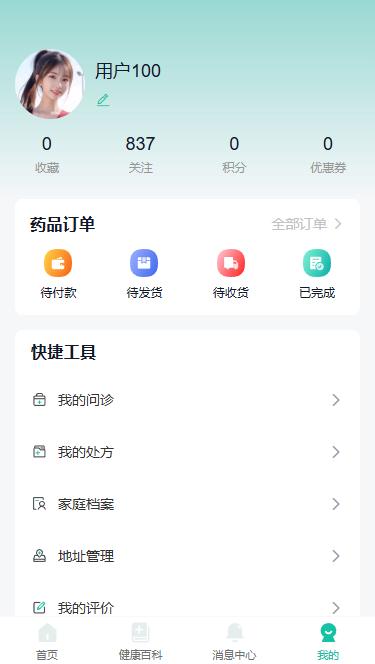 用户100
0 837 0 0
收藏 关注 积分 优惠券
药品订单 全部订单
待付款 待发货 待收货 已完成
快捷工具
我的问诊
我的处方
家庭档案
地址管理
我的评价
首页 健康百科 消息中心 我的